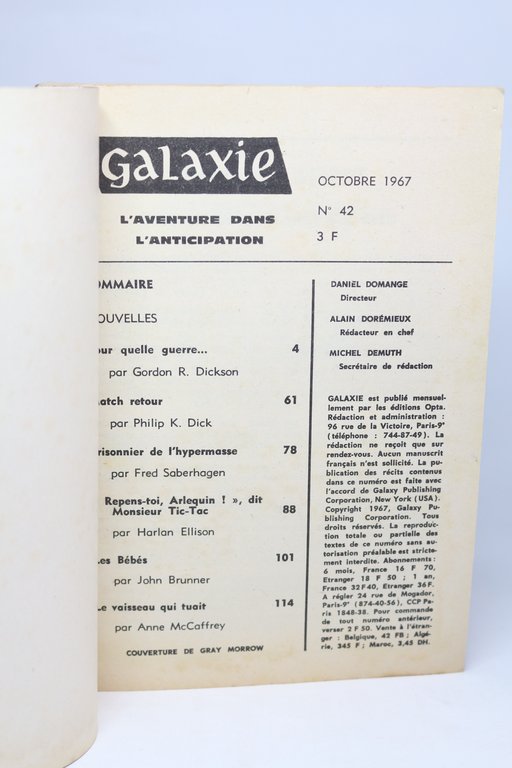 GaLaxie
L'AVENTURE DANS
L'ANTICIPATION
OCTOBRE 1967
N° 42
3 F
OMMAIRE
OUVELLES
our quelle guerre... 4
par Gordon R. Dickson
atch retour 61
par Philip K. Dick
risonnier de l'hypermasse 78
par Fred Saberhagen
Repens-toi, Arlequin ! », dit
Monsieur Tic-Tac 88
par Harlan Ellison
Les Bébés 101
par John Brunner
Le vaisseau qui tuait 114
par Anne McCaffrey
COUVERTURE DE GRAY MORROW
DANIEL DOMANGE
Directeur
ALAIN DORÉMIEUX
Rédacteur en chef
MICHEL DEMUTH
Secrétaire de rédaction
GALAXIE est publié mensuel-
lement par les éditions Opta.
Rédaction et administration :
96 rue de la Victoire, Paris-9e
(téléphone : 744-87-49). La
rédaction ne reçoit que sur
rendez-vous. Aucun manuscrit
français n'est sollicité. La pu-
blication des récits contenus
dans ce numéro est faite avec
l'accord de Galaxy Publishing
Corporation, New York (USA).
Copyright 1967, Galaxy Pu-
blishing Corporation. Tous
droits réservés. La reproduc-
tion totale ou partielle des
textes de ce numéro sans au-
torisation préalable est stricte-
ment interdite. Abonnements :
6 mois, France 16 F 70,
Etranger 18 F 50 ; 1 an,
France 32 F 40, Etranger 36 F.
A régler 24 rue de Mogador,
Paris-9e (874-40-56), CCP Pa-
ris 1848-38. Pour commande
de tout numéro antérieur,
verser 2 F 50. Vente à l'étran-
ger : Belgique, 42 FB ; Algé-
rie, 345 F ; Maroc, 3,45 DH.